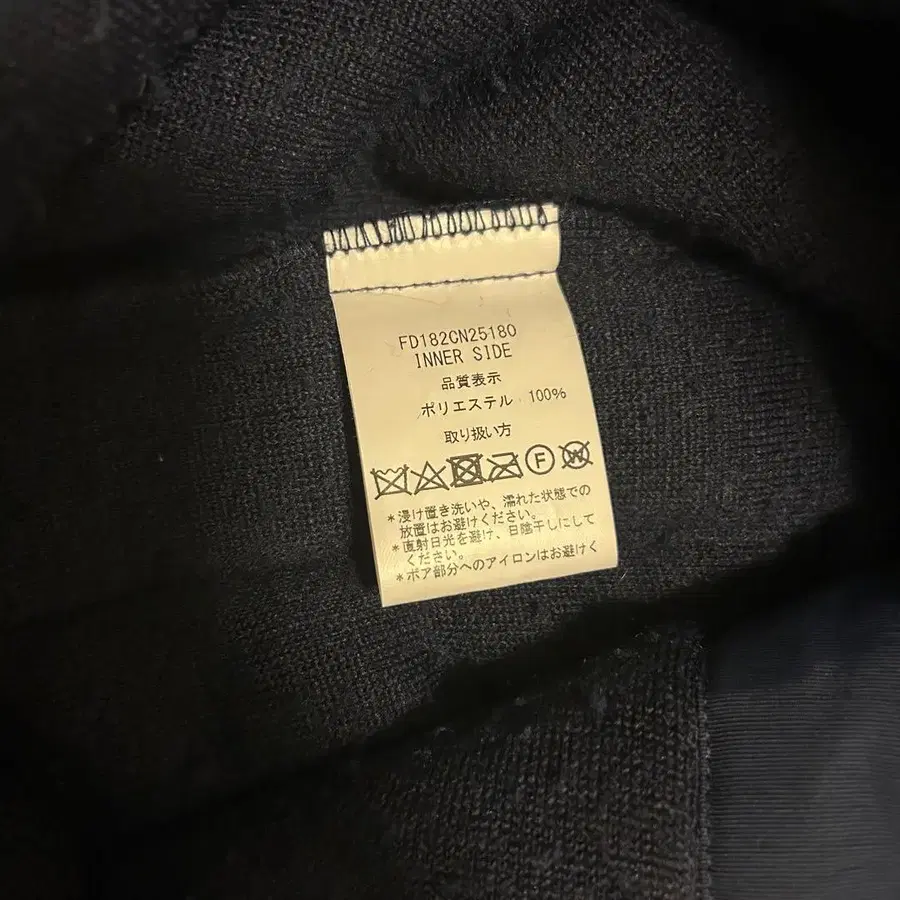 FD182CN25180
INNER SIDE
品質表示
ポリエステル 100%
取り扱い方
F W
*浸け置き洗いや、濡れた状態での
放置はお避けください。
*直射日光を避け、日陰干しにして
ください。
*ボア部分へのアイロンはお避けく